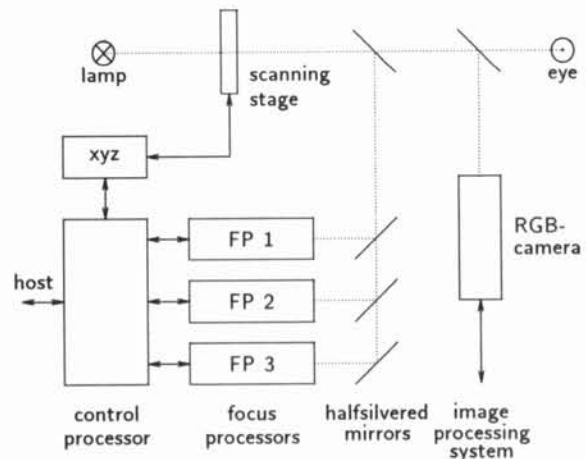 lamp
scanning
stage
eye
xyz
FP 1
RGB-
camera
host
FP 2
FP 3
control
processor
focus
processors
halfsilvered
mirrors
image
processing
system